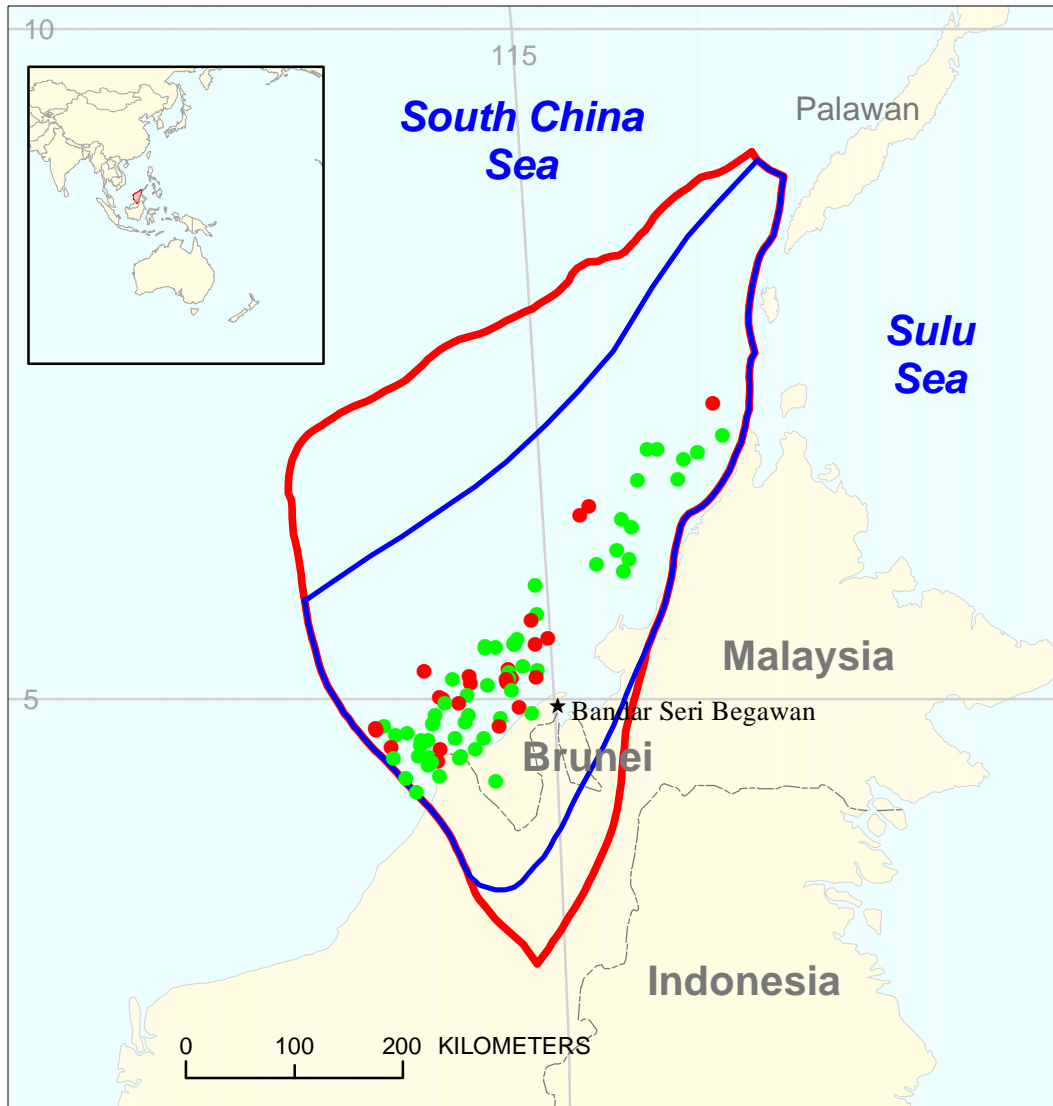 10
115
South China
Sea
Palawan
Sulu
Sea
Malaysia
5
Bandar Seri Begawan
Brunei
Indonesia
0 100 200 KILOMETERS